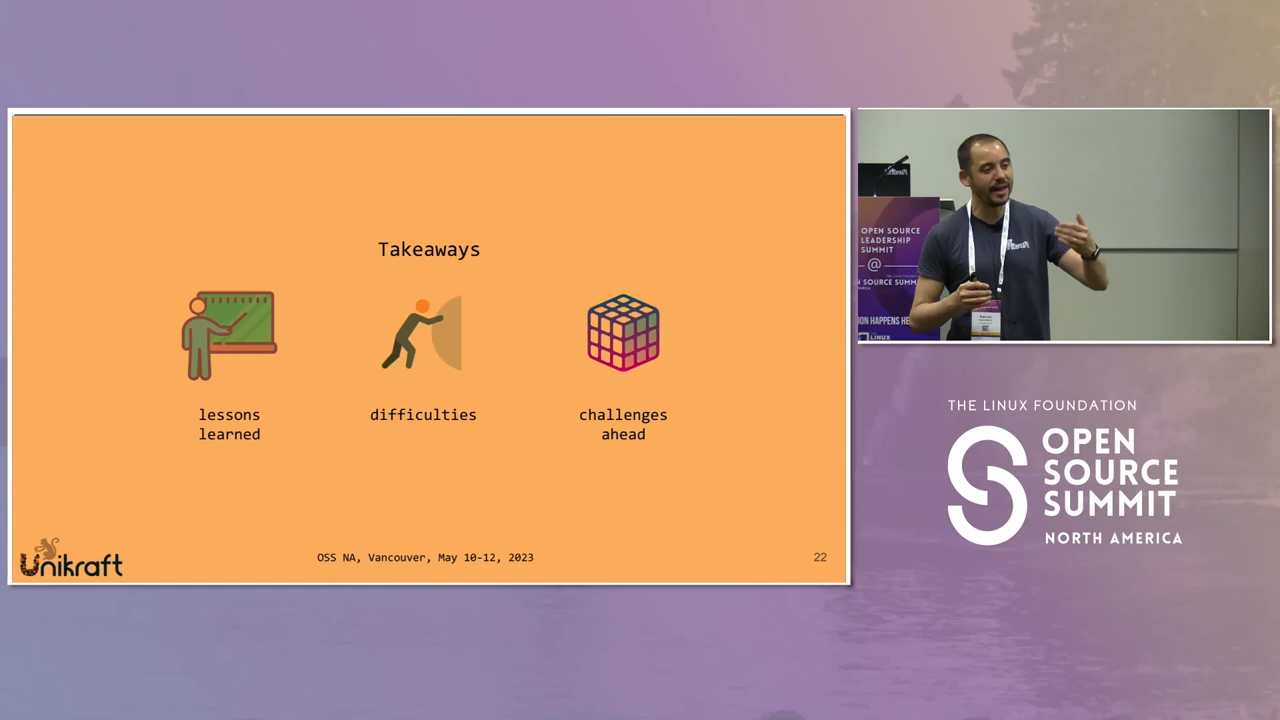 Takeaways
lessons
learned
difficulties
challenges
ahead
Unikraft
OSS NA, Vancouver, May 10-12, 2023
22
OPEN SOURCE
LEADERSHIP
SUMMIT
@
THE LINUX FOUNDATION
OPEN
SOURCE
SUMMIT
NORTH AMERICA